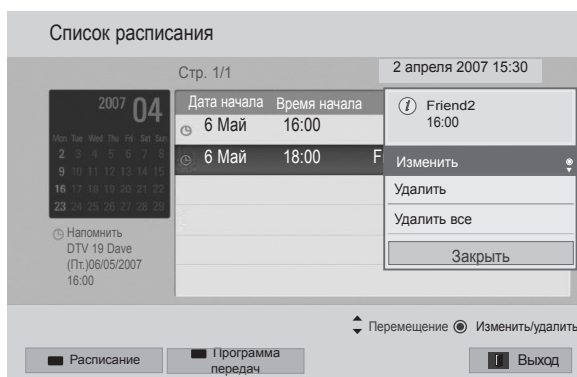 Список расписания
Стр. 1/1
2 апреля 2007 15:30
2007 04
Mon Tue Wed Thu Fri Sat Sun
2 3 4 5 6 7 8
9 10 11 12 13 14 15
16 17 18 19 20 21 22
23 24 25 26 27 28 29
Напомнить
DTV 19 Dave
(Пт.)06/05/2007
16:00
Дата начала Время начала
6 Май 16:00
6 Май 18:00 F
Friend2
16:00
Изменить
Удалить
Удалить все
Закрыть
Перемещение Изменить/удалить
Расписание
Программа
передач
Выход